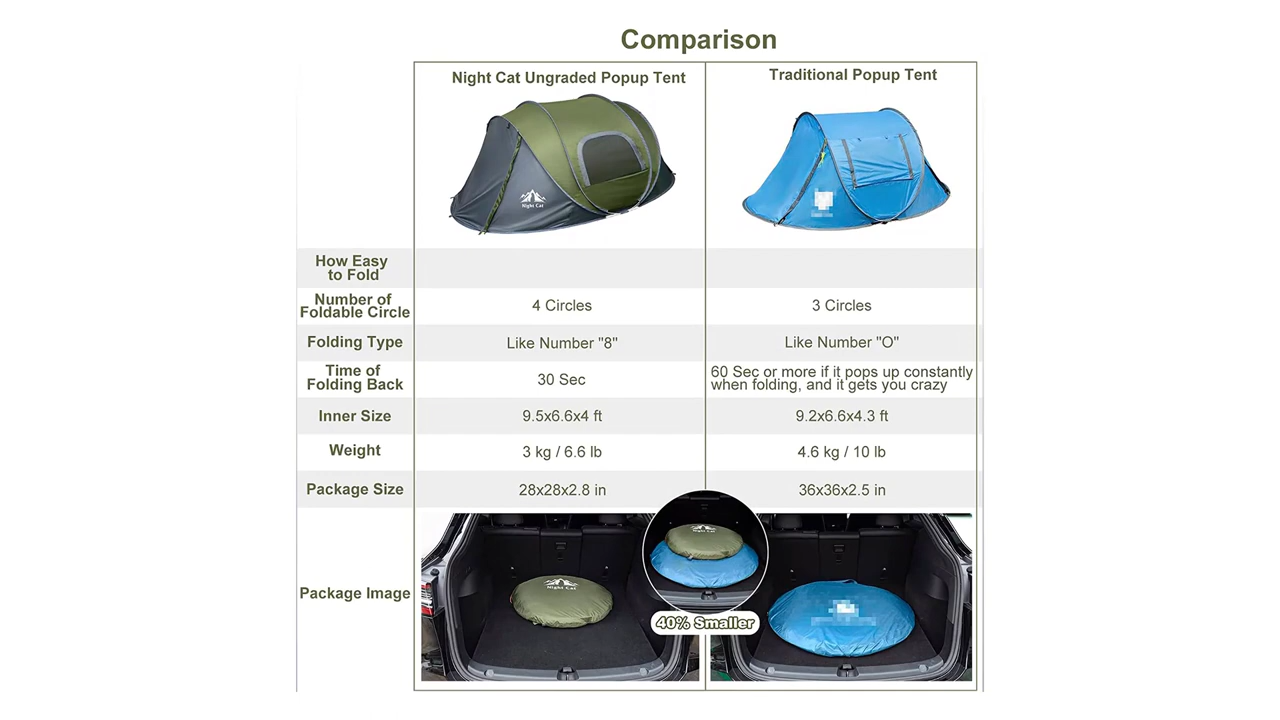 Comparison
Night Cat Ungraded Popup Tent
Traditional Popup Tent
Night Cat
How Easy
to Fold
Number of
Foldable Circle
4 Circles
3 Circles
Folding Type
Like Number "8"
Like Number "O"
Time of
Folding Back
30 Sec
60 Sec or more if it pops up constantly
when folding, and it gets you crazy
Inner Size
9.5x6.6x4 ft
9.2x6.6x4.3 ft
Weight
3 kg / 6.6 lb
4.6 kg / 10 lb
Package Size
28x28x2.8 in
36x36x2.5 in
Package Image
Night Cat
Night Cat
40% Smaller